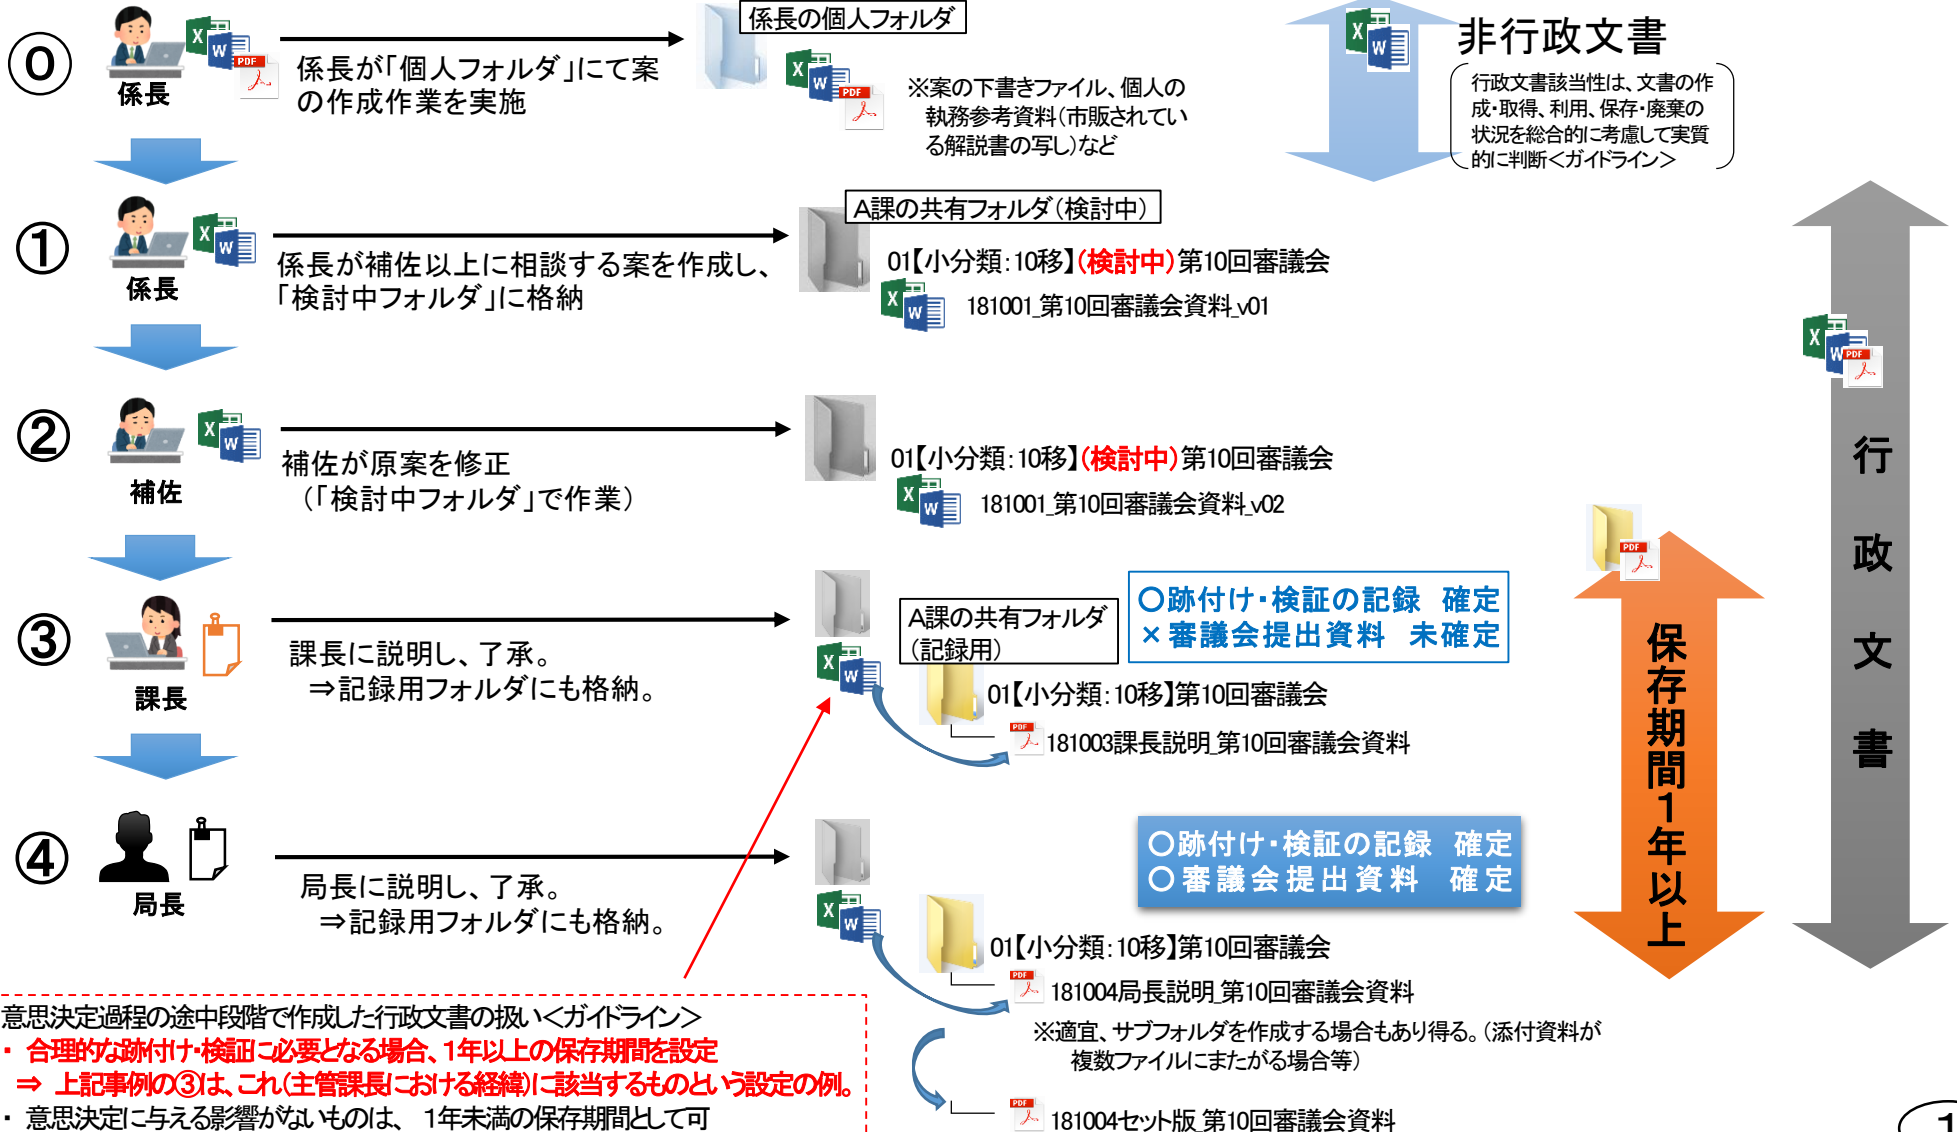 ⓪
係長
係長が「個人フォルダ」にて案
の作成作業を実施
係長の個人フォルダ
※案の下書きファイル、個人の
執務参考資料(市販されてい
る解説書の写し)など
非行政文書
行政文書該当性は、文書の作
成・取得、利用、保存・廃棄の
状況を総合的に考慮して実質
的に判断<ガイドライン>
①
係長
係長が補佐以上に相談する案を作成し、
「検討中フォルダ」に格納
A課の共有フォルダ(検討中)
01【小分類:10移】(検討中)第10回審議会
181001_第10回審議会資料_v01
②
補佐
補佐が原案を修正
(「検討中フォルダ」で作業)
01【小分類:10移】(検討中)第10回審議会
181001_第10回審議会資料_v02
③
課長
課長に説明し、了承。
⇒記録用フォルダにも格納。
A課の共有フォルダ
(記録用)
○跡付け・検証の記録 確定
×審議会提出資料 未確定
01【小分類:10移】第10回審議会
PDF
181003課長説明_第10回審議会資料
④
局長
局長に説明し、了承。
⇒記録用フォルダにも格納。
○跡付け・検証の記録 確定
○審議会提出資料 確定
01【小分類:10移】第10回審議会
PDF
181004局長説明_第10回審議会資料
※適宜、サブフォルダを作成する場合もあり得る。(添付資料が
複数ファイルにまたがる場合等)
PDF
181004セット版_第10回審議会資料
保存期間1年以上
行政文書
意思決定過程の途中段階で作成した行政文書の扱い<ガイドライン>
・ 合理的な跡付け・検証に必要となる場合、1年以上の保存期間を設定
⇒ 上記事例の③は、これ(主管課長における経緯)に該当するものという設定の例。
・ 意思決定に与える影響がないものは、 1年未満の保存期間として可